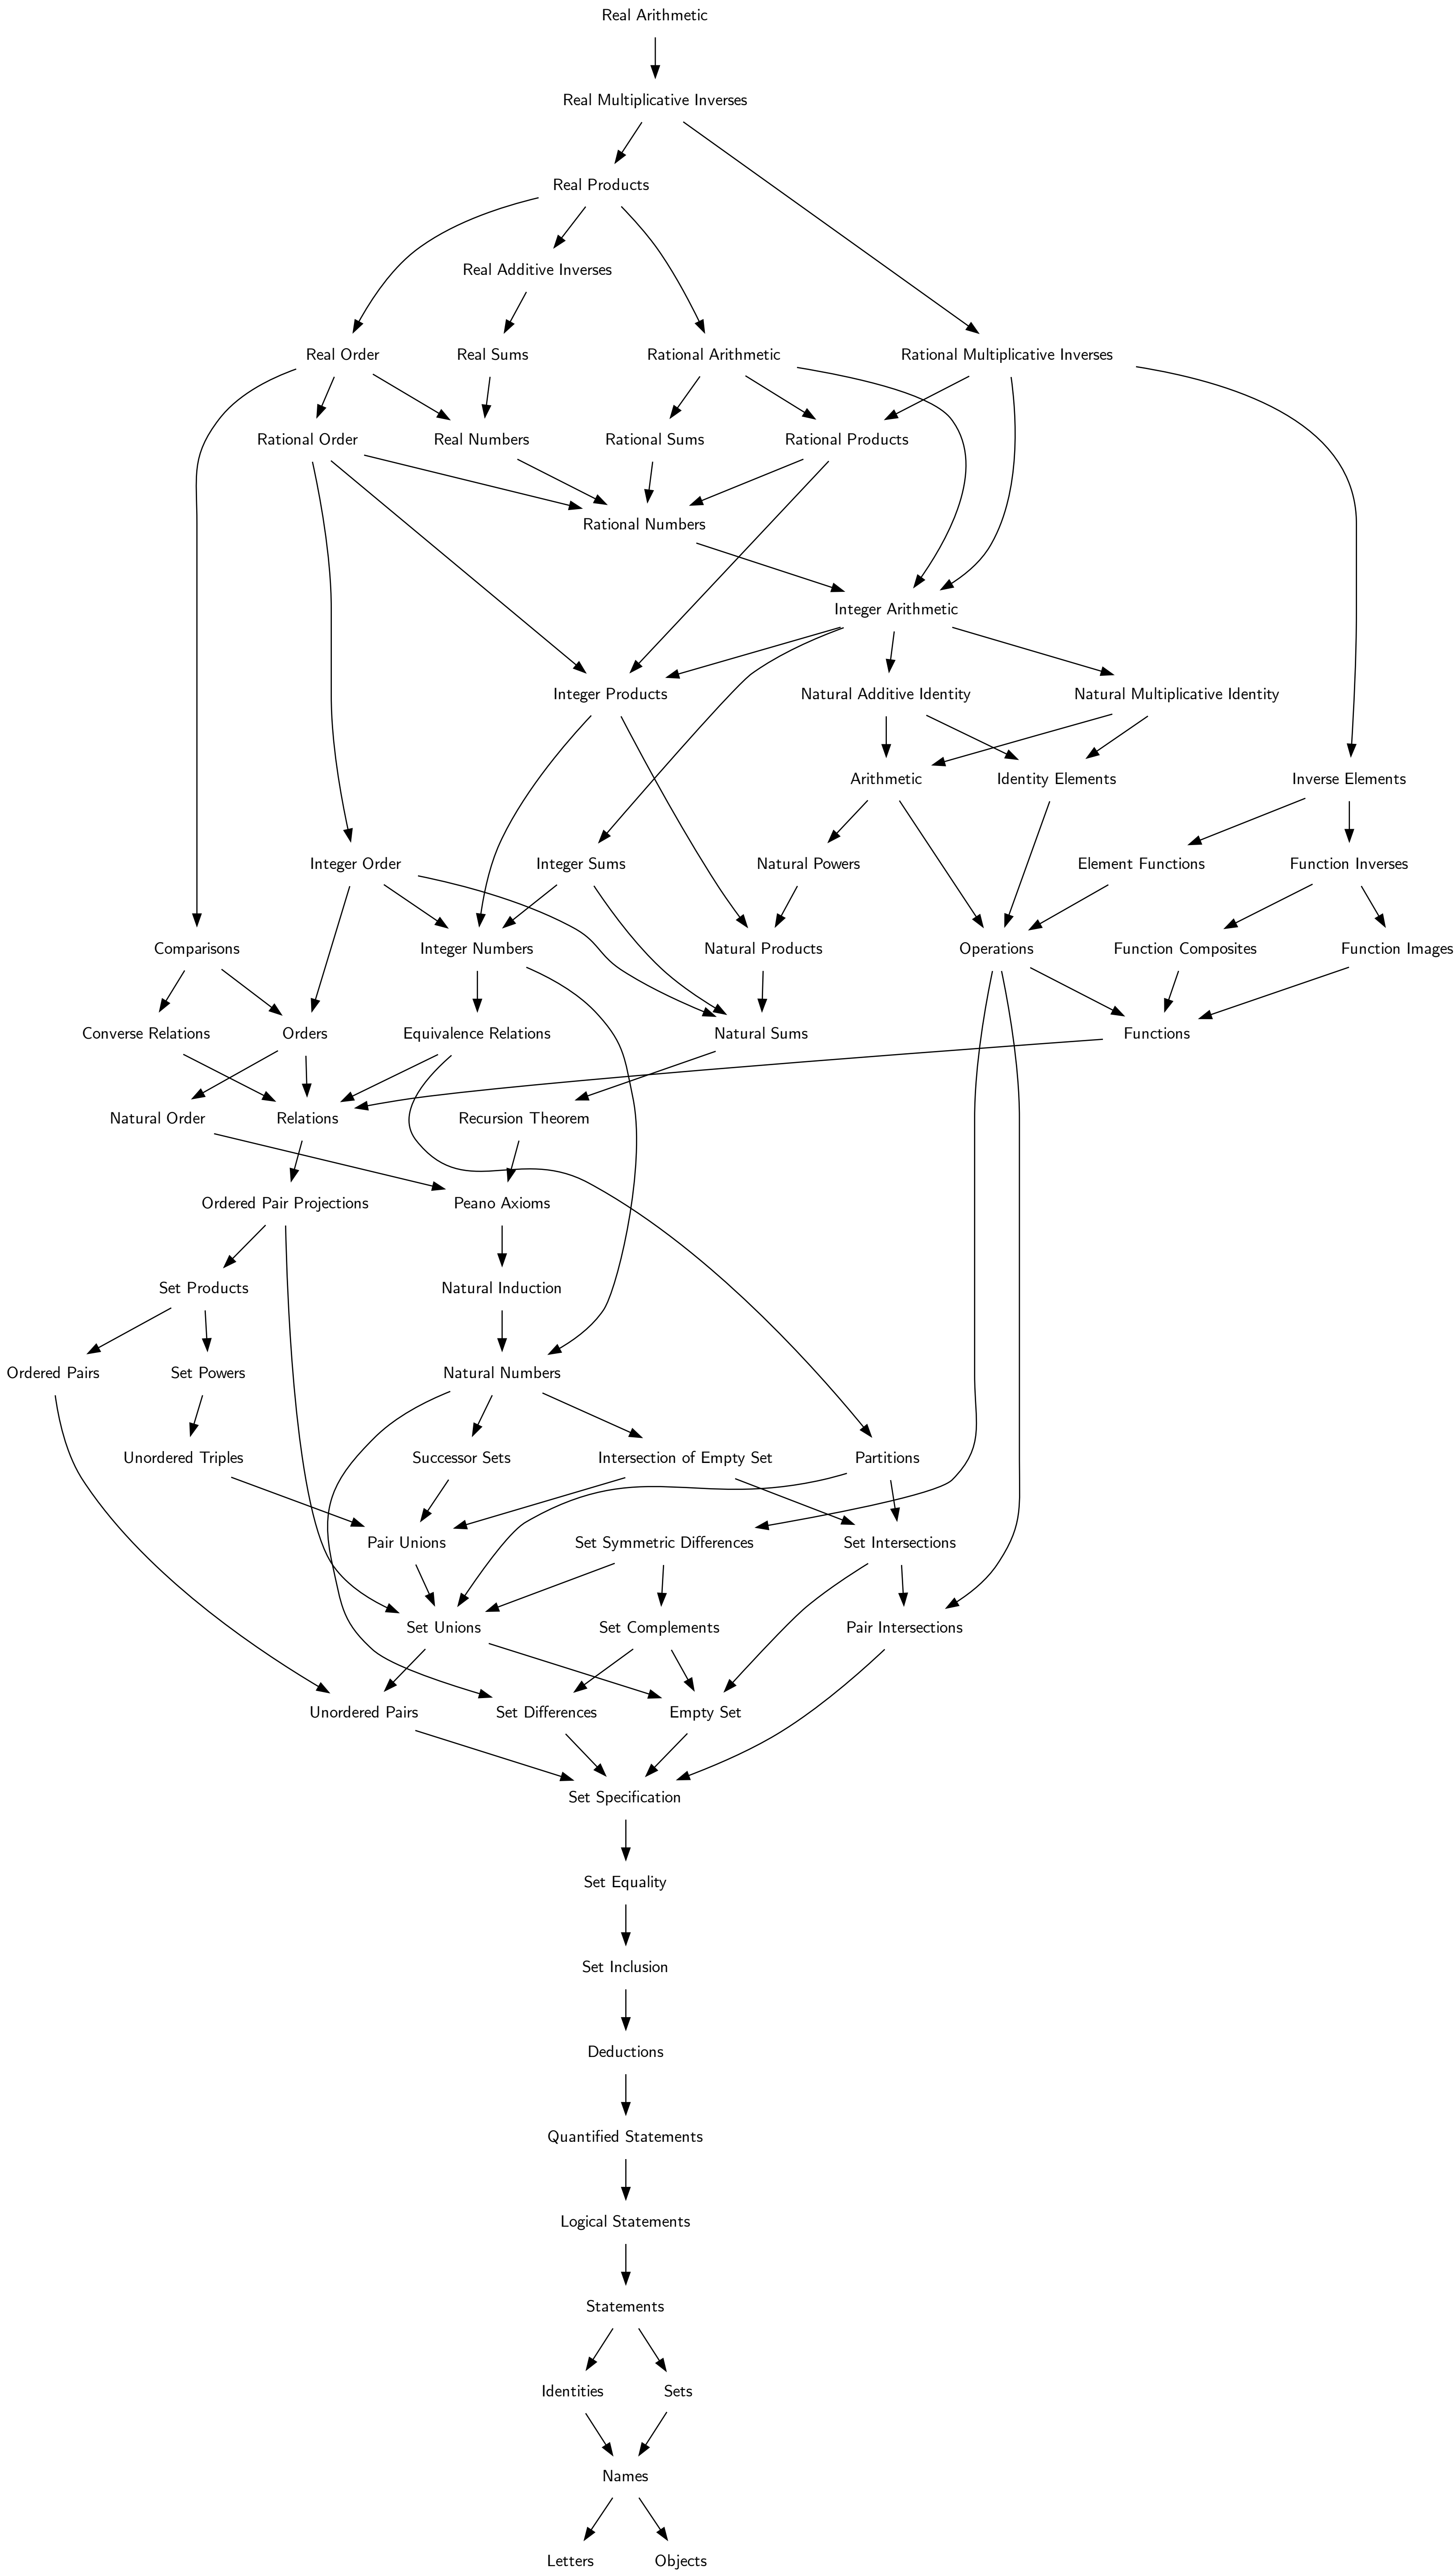 Real Arithmetic
Real Multiplicative Inverses
Real Products
Real Additive Inverses
Real Order
Real Sums
Rational Arithmetic
Rational Multiplicative Inverses
Rational Order
Real Numbers
Rational Sums
Rational Products
Rational Numbers
Integer Arithmetic
Integer Products
Natural Additive Identity
Natural Multiplicative Identity
Arithmetic
Identity Elements
Inverse Elements
Integer Order
Integer Sums
Natural Powers
Element Functions
Function Inverses
Comparisons
Integer Numbers
Natural Products
Operations
Function Composites
Function Images
Converse Relations
Orders
Equivalence Relations
Natural Sums
Functions
Natural Order
Relations
Recursion Theorem
Ordered Pair Projections
Peano Axioms
Set Products
Natural Induction
Ordered Pairs
Set Powers
Natural Numbers
Unordered Triples
Successor Sets
Intersection of Empty Set
Partitions
Pair Unions
Set Symmetric Differences
Set Intersections
Set Unions
Set Complements
Pair Intersections
Unordered Pairs
Set Differences
Empty Set
Set Specification
Set Equality
Set Inclusion
Deductions
Quantified Statements
Logical Statements
Statements
Identities
Sets
Names
Letters
Objects